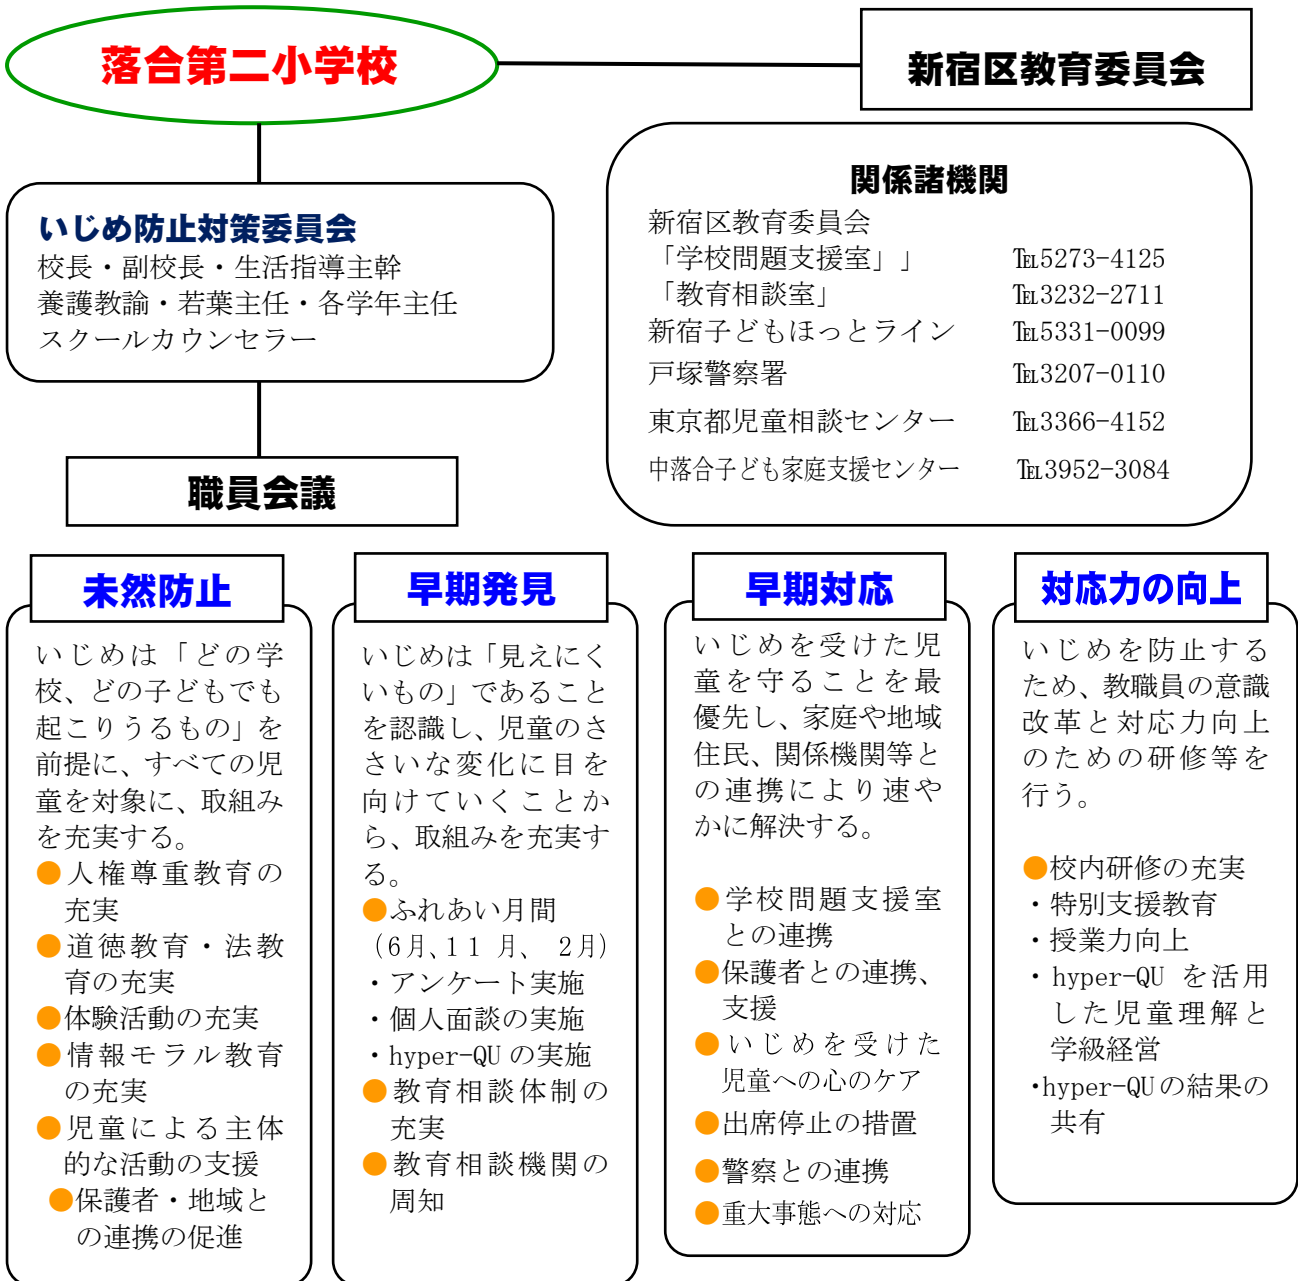 落合第二小学校
新宿区教育委員会
いじめ防止対策委員会
校長・副校長・生活指導主幹
養護教諭・若葉主任・各学年主任
スクールカウンセラー
職員会議
関係諸機関
新宿区教育委員会
「学校問題支援室」」 ℡5273-4125
「教育相談室」 ℡3232-2711
新宿子どもほっとライン ℡5331-0099
戸塚警察署 ℡3207-0110
東京都児童相談センター ℡3366-4152
中落合子ども家庭支援センター ℡3952-3084
未然防止
いじめは「どの学
校、どの子どもでも
起こりうるもの」を
前提に、すべての児
童を対象に、取組み
を充実する。
●人権尊重教育の
充実
●道徳教育・法教
育の充実
●体験活動の充実
●情報モラル教育
の充実
●児童による主体
的な活動の支援
●保護者・地域と
の連携の促進
早期発見
いじめは「見えにく
いもの」であること
を認識し、児童のさ
さいな変化に目を
向けていくことか
ら、取組みを充実す
る。
●ふれあい月間
(6月、11 月、 2月)
・アンケート実施
・個人面談の実施
・hyper-QU の実施
●教育相談体制の
充実
●教育相談機関の
周知
早期対応
いじめを受けた児
童を守ることを最
優先し、家庭や地域
住民、関係機関等と
の連携により速や
かに解決する。
●学校問題支援室
との連携
●保護者との連携、
支援
●いじめを受けた
児童への心のケア
●出席停止の措置
●警察との連携
●重大事態への対応
対応力の向上
いじめを防止する
ため、教職員の意識
改革と対応力向上
のための研修等を
行う。
●校内研修の充実
・特別支援教育
・授業力向上
・hyper-QU を活用
した児童理解と
学級経営
・hyper-QUの結果の
共有